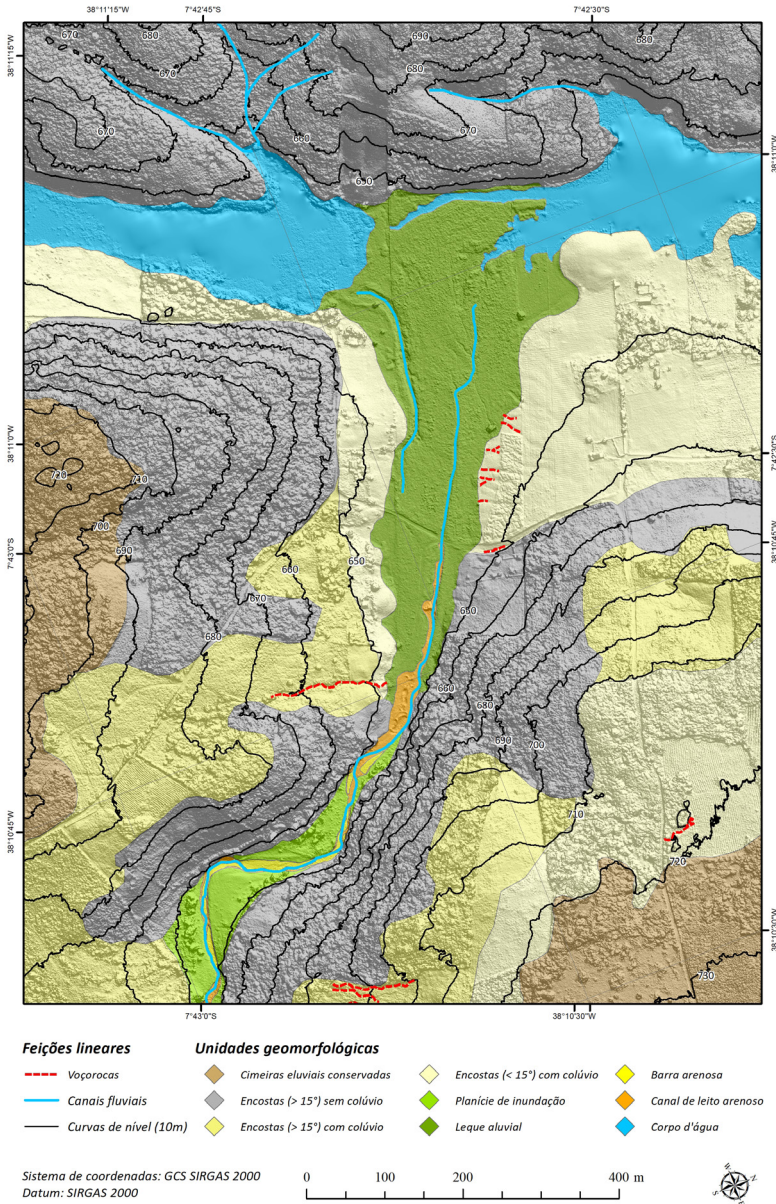 38°11'15"W 7°42'45"W 7°42'30"S
38°11'15"W
670
680
670
690
680
670
670
680
690
38°11'0"W
38°11'0"W
7°42'30"S
720
710
700
690
650
660
670
680
660
38°10'45"W
7°43'0"S
660
680
690
700
710
720
38°10'45"W
38°10'30"W
730
7°43'0"S 38°10'30"W
Feições lineares
Voçorocas
Canais fluviais
Curvas de nível (10m)
Unidades geomorfológicas
Cimeiras eluviais conservadas
Encostas (> 15°) sem colúvio
Encostas (> 15°) com colúvio
Encostas (< 15°) com colúvio
Planície de inundação
Leque aluvial
Barra arenosa
Canal de leito arenoso
Corpo d'água
Sistema de coordenadas: GCS SIRGAS 2000
Datum: SIRGAS 2000
0 100 200 400 m
W N
S E